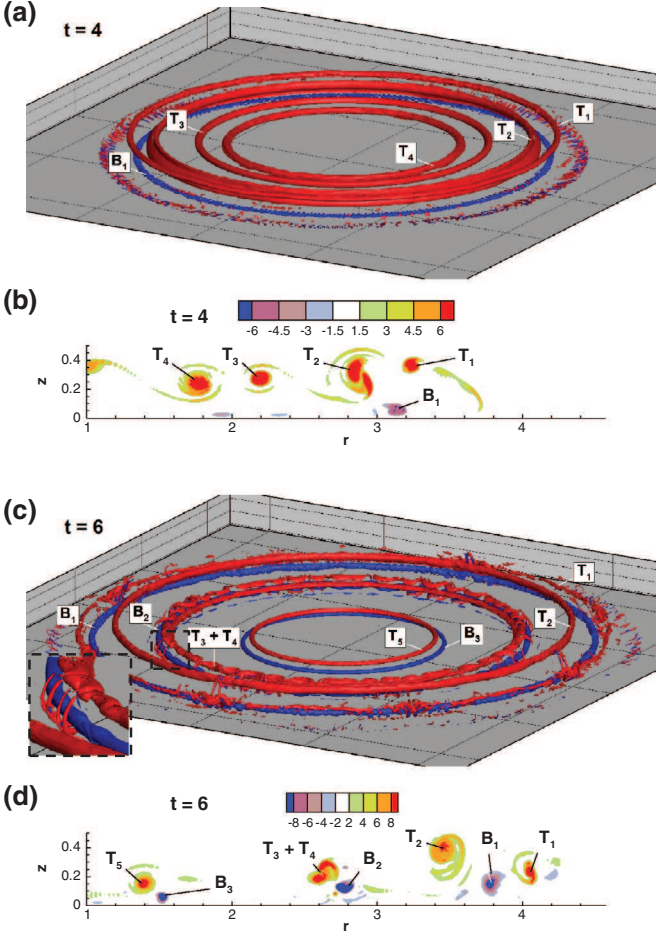 (a)
t = 4
T3
T1
T2
B1
T4
(b)
t = 4
-6 -4.5 -3 -1.5 1.5 3 4.5 6
T4 T3 T2 T1
B1
z
0.4
0.2
0
1 2 3 4
r
(c)
t = 6
T1
B1
B2
T2
T3 + T4
T5
B3
(d)
t = 6
-8 -6 -4 -2 2 4 6 8
T5
B3
T3 + T4
B2
T2
B1
T1
z
0.4
0.2
0
1 2 3 4
r